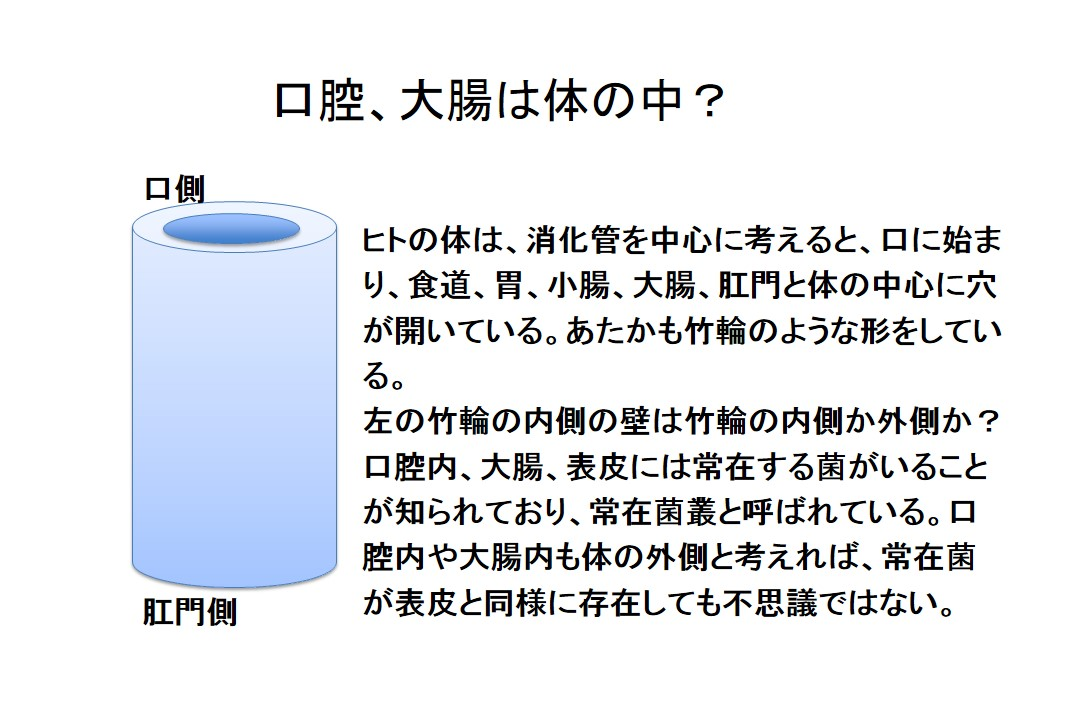 口腔、大腸は体の中？
口側
ヒトの体は、消化管を中心に考えると、口に始ま
り、食道、胃、小腸、大腸、肛門と体の中心に穴
が開いている。あたかも竹輪のような形をしてい
る。
左の竹輪の内側の壁は竹輪の内側か外側か？
口腔内、大腸、表皮には常在する菌がいること
が知られており、常在菌叢と呼ばれている。口
腔内や大腸内も体の外側と考えれば、常在菌
が表皮と同様に存在しても不思議ではない。
肛門側